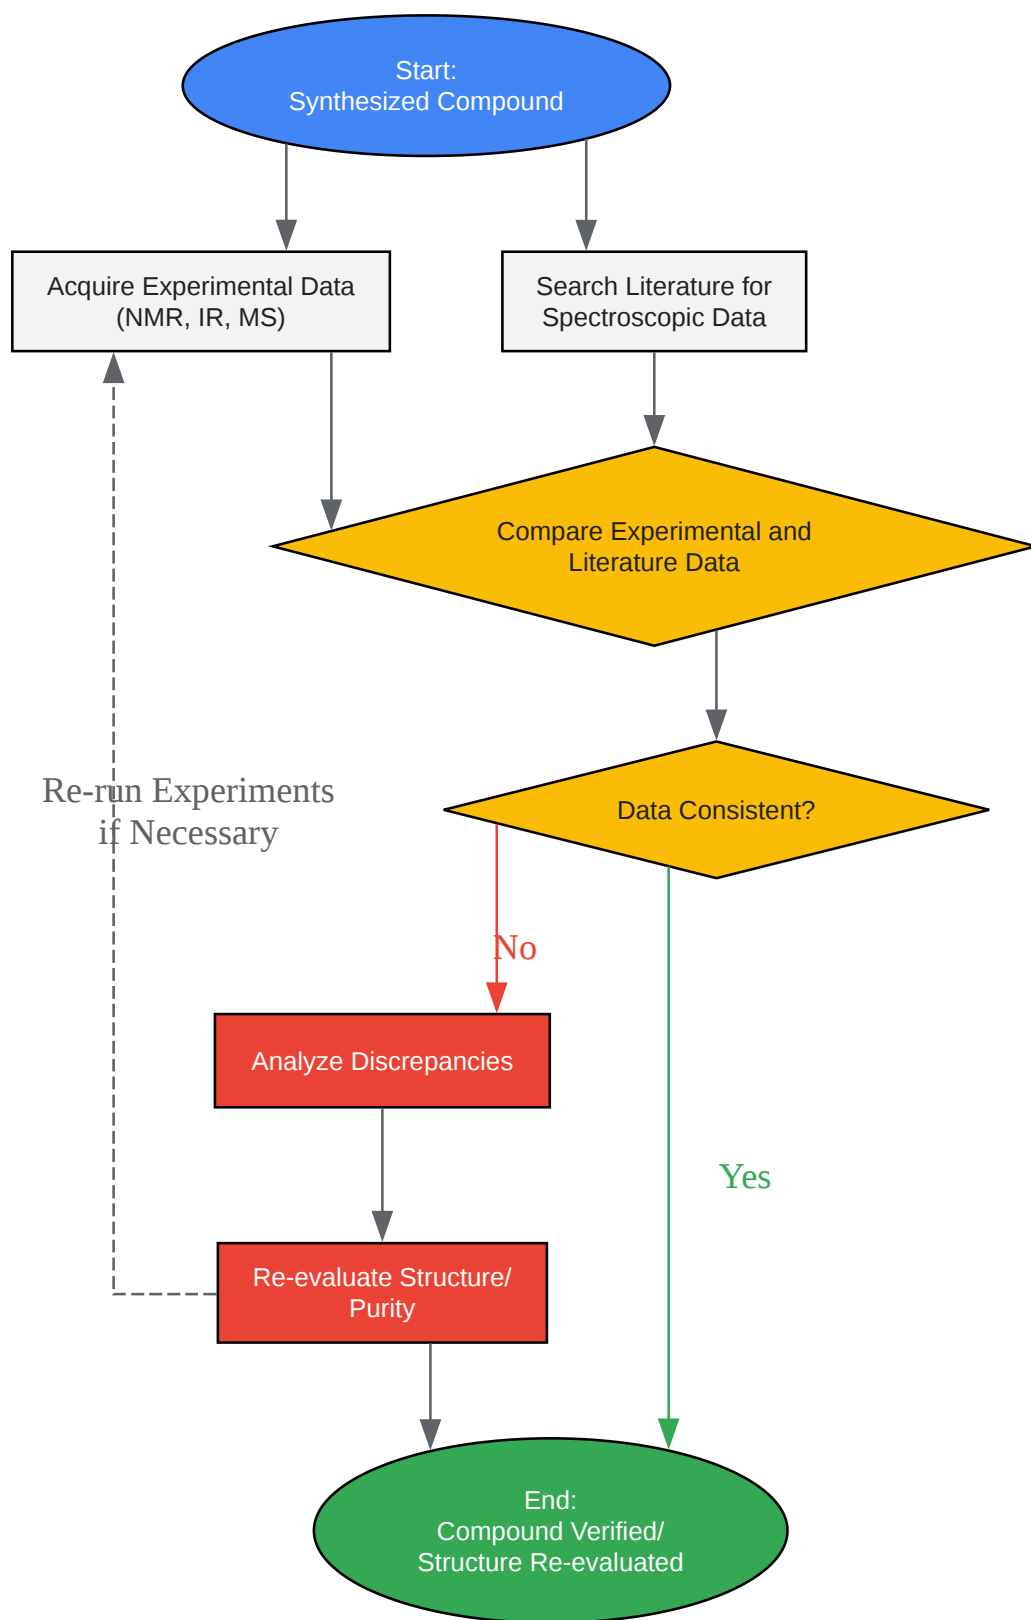 Start:
Synthesized Compound
Acquire Experimental Data
(NMR, IR, MS)
Search Literature for
Spectroscopic Data
Compare Experimental and
Literature Data
Re-run Experiments
if Necessary
Data Consistent?
No
Analyze Discrepancies
Yes
Re-evaluate Structure/
Purity
End:
Compound Verified/
Structure Re-evaluated